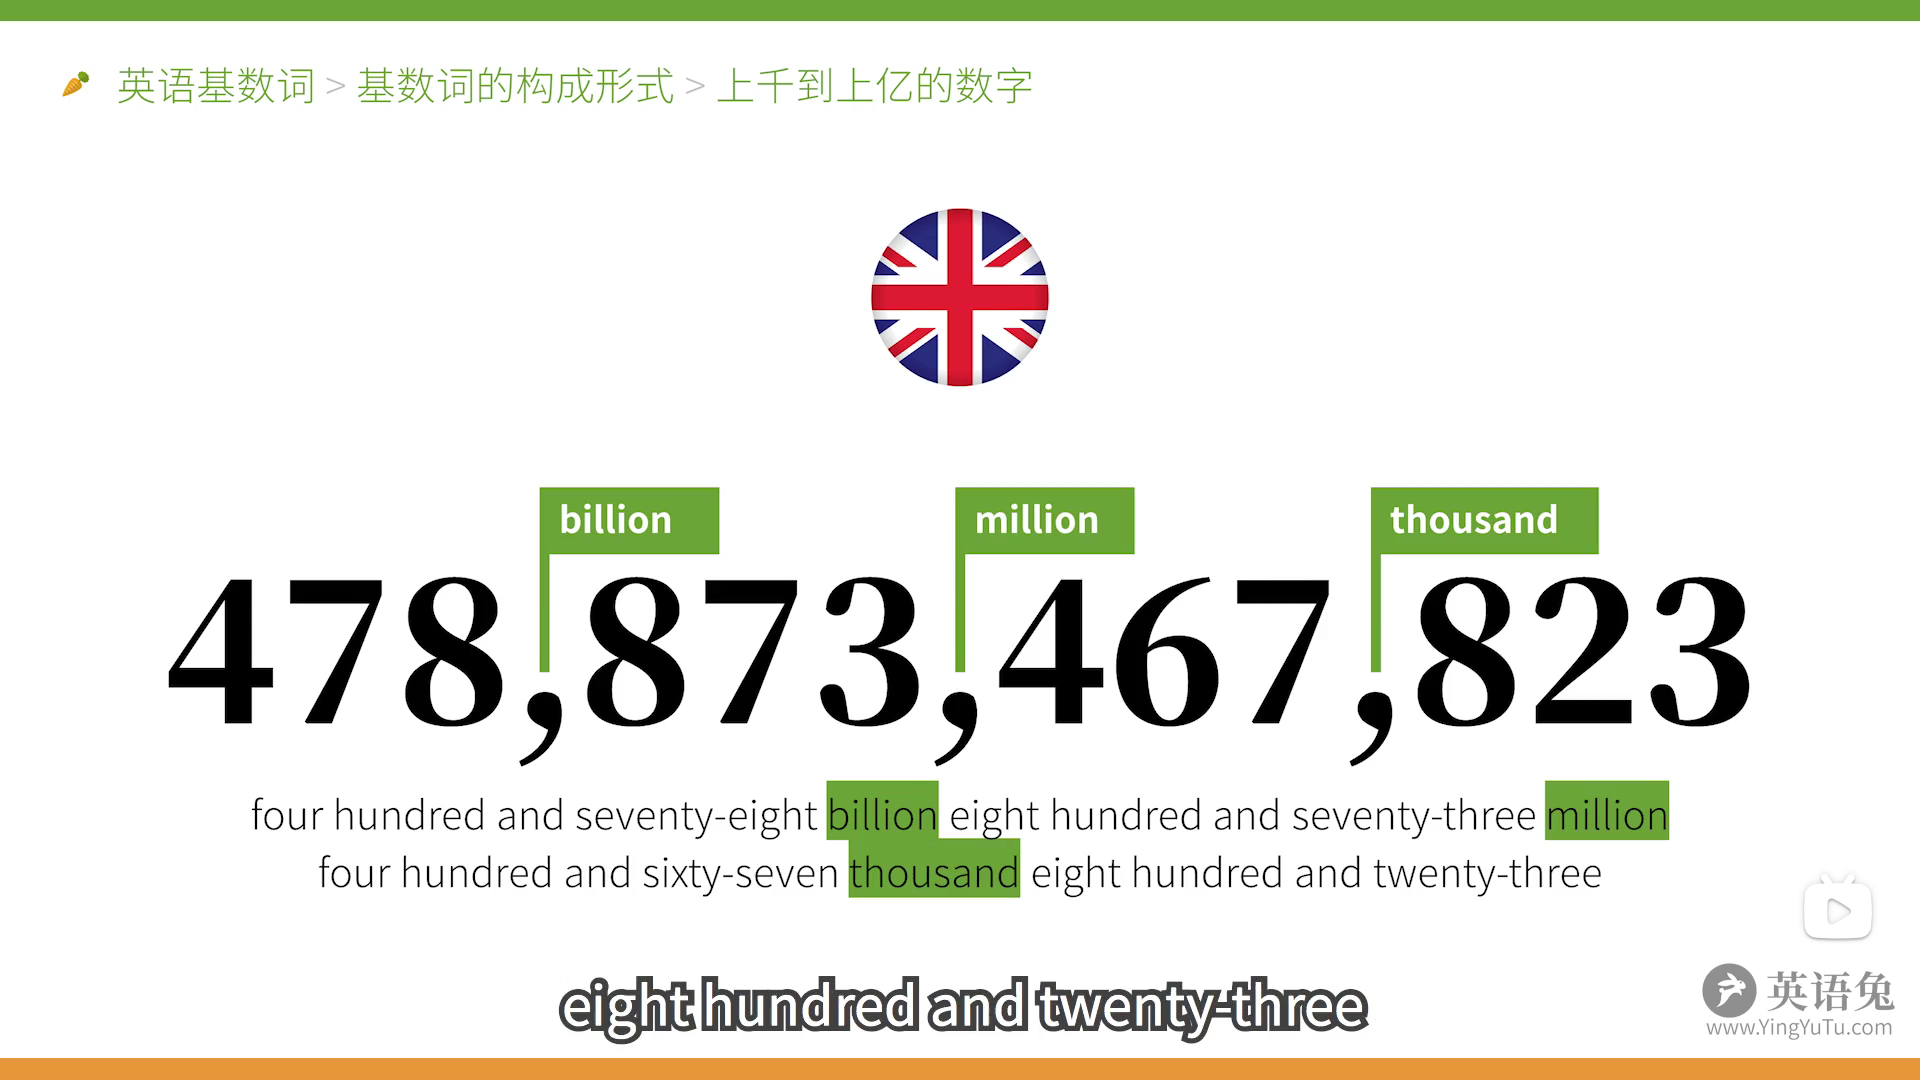 英语基数词 > 基数词的构成形式 > 上千到上亿的数字
billion million thousand
478,873,467,823
four hundred and seventy-eight billion eight hundred and seventy-three million
four hundred and sixty-seven thousand eight hundred and twenty-three
eight hundred and twenty-three
英语兔
www.YingYuTu.com